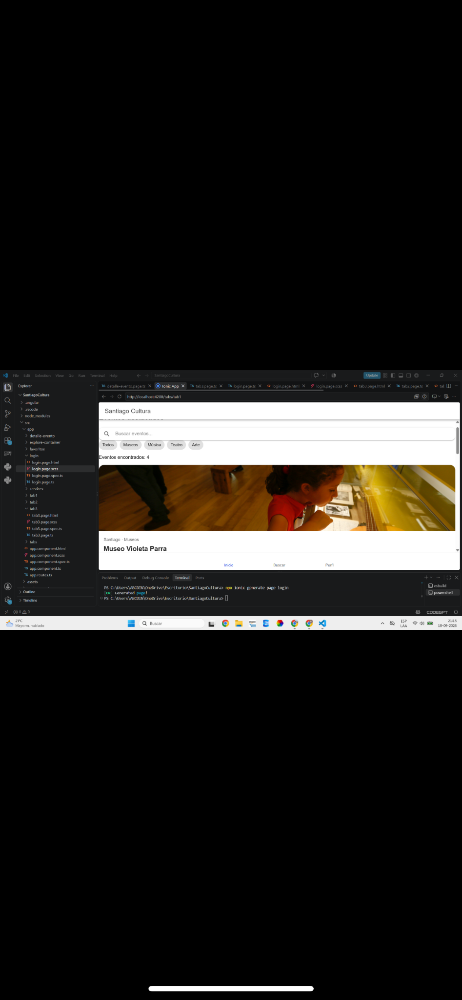 File Edit Selection View Go Run Terminal Help
SantiagoCultura
Update
Explorer
SantiagoCultura
.angular
.vscode
node_modules
src
app
detalle-evento
explore-container
favoritos
login
login.page.html
login.page.scss
login.page.spec.ts
login.page.ts
services
tab1
tab2
tab3
tab3.page.html
tab3.page.scss
tab3.page.spec.ts
tab3.page.ts
tabs
app.component.html
app.component.scss
app.component.spec.ts
app.component.ts
app.routes.ts
assets
Outline
Timeline
TS detalle-evento.page.ts Ionic App TS tab3.page.ts TS login.page.ts login.page.html login.page.scss tab3.page.html TS tab2.page.ts tal
http://localhost:4200/tabs/tab1
Santiago Cultura
Buscar eventos...
Todos Museos Música Teatro Arte
Eventos encontrados: 4
Santiago · Museos
Museo Violeta Parra
Inicio Buscar Perfil
Problems Output Debug Console Terminal Ports
PS C:\Users\ABCDIN\OneDrive\Escritorio\SantiagoCultura> npx ionic generate page login
[OK] Generated page!
PS C:\Users\ABCDIN\OneDrive\Escritorio\SantiagoCultura>
esbuild
powershell
0 0
CODEGPT
21°C
Mayorm. nublado
Buscar
ESP
LAA
21:15
18-09-2026